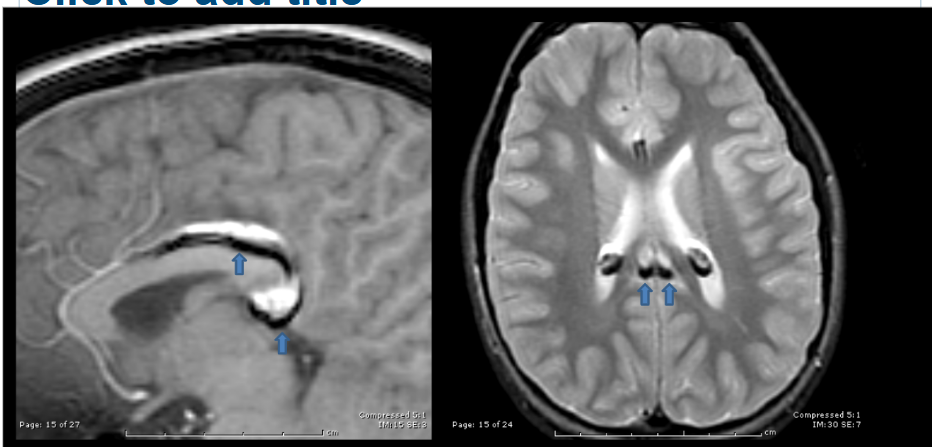 Click to add title
Page: 15 of 27
Compressed 5:1
IM:15 SE:3
cm
Page: 15 of 24
Compressed 5:1
IM:30 SE:7
cm